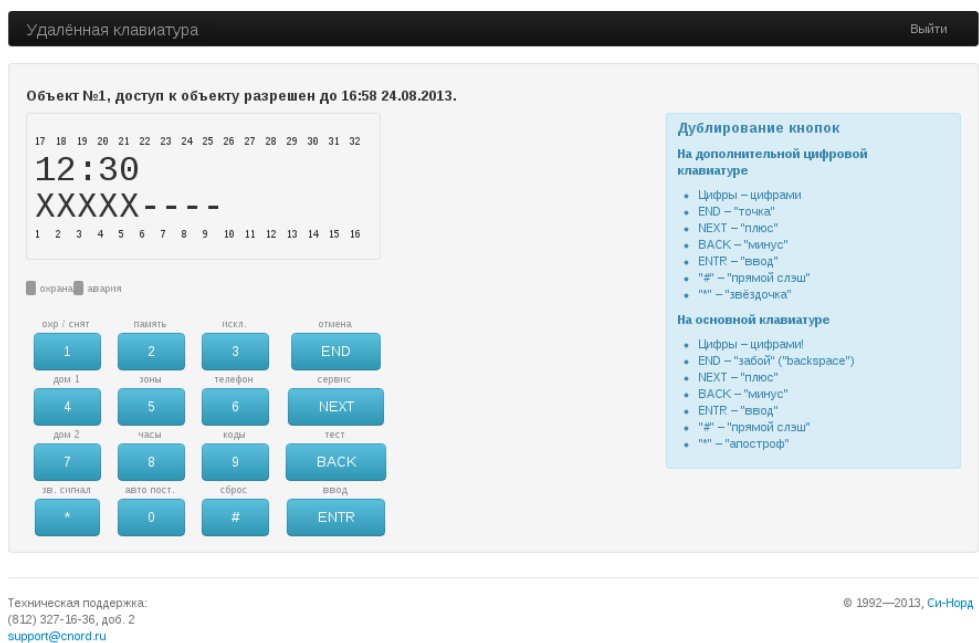 Удалённая клавиатура Выйти
Объект №1, доступ к объекту разрешен до 16:58 24.08.2013.
17 18 19 20 21 22 23 24 25 26 27 28 29 30 31 32
12:30
XXXXX----
1 2 3 4 5 6 7 8 9 10 11 12 13 14 15 16
охрана авария
охр / снят память искл. отмена
1 2 3 END
дом 1 зоны телефон сервис
4 5 6 NEXT
дом 2 часы коды тест
7 8 9 BACK
зв. сигнал авто пост. сброс ввод
* 0 # ENTR
Дублирование кнопок
На дополнительной цифровой
клавиатуре
Цифры – цифрами
END – "точка"
NEXT – "плюс"
BACK – "минус"
ENTR – "ввод"
"#" – "прямой слэш"
"*" – "звёздочка"
На основной клавиатуре
Цифры – цифрами!
END – "забой" ("backspace")
NEXT – "плюс"
BACK – "минус"
ENTR – "ввод"
"#" – "прямой слэш"
"*" – "апостроф"
Техническая поддержка:
(812) 327-16-36, доб. 2
support@cnord.ru
© 1992—2013, Си-Норд